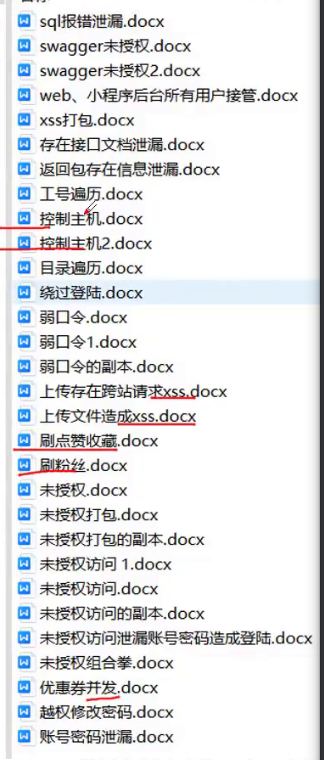 sql报错泄漏.docx
swagger未授权.docx
swagger未授权2.docx
web、小程序后台所有用户接管.docx
xss打包.docx
存在接口文档泄漏.docx
返回包存在信息泄漏.docx
工号遍历.docx
控制主机.docx
控制主机2.docx
目录遍历.docx
绕过登陆.docx
弱口令.docx
弱口令1.docx
弱口令的副本.docx
上传存在跨站请求xss.docx
上传文件造成xss.docx
刷点赞收藏.docx
刷粉丝.docx
未授权.docx
未授权打包.docx
未授权打包的副本.docx
未授权访问 1.docx
未授权访问.docx
未授权访问的副本.docx
未授权访问泄漏账号密码造成登陆.docx
未授权组合拳.docx
优惠券并发.docx
越权修改密码.docx
账号密码泄漏.docx